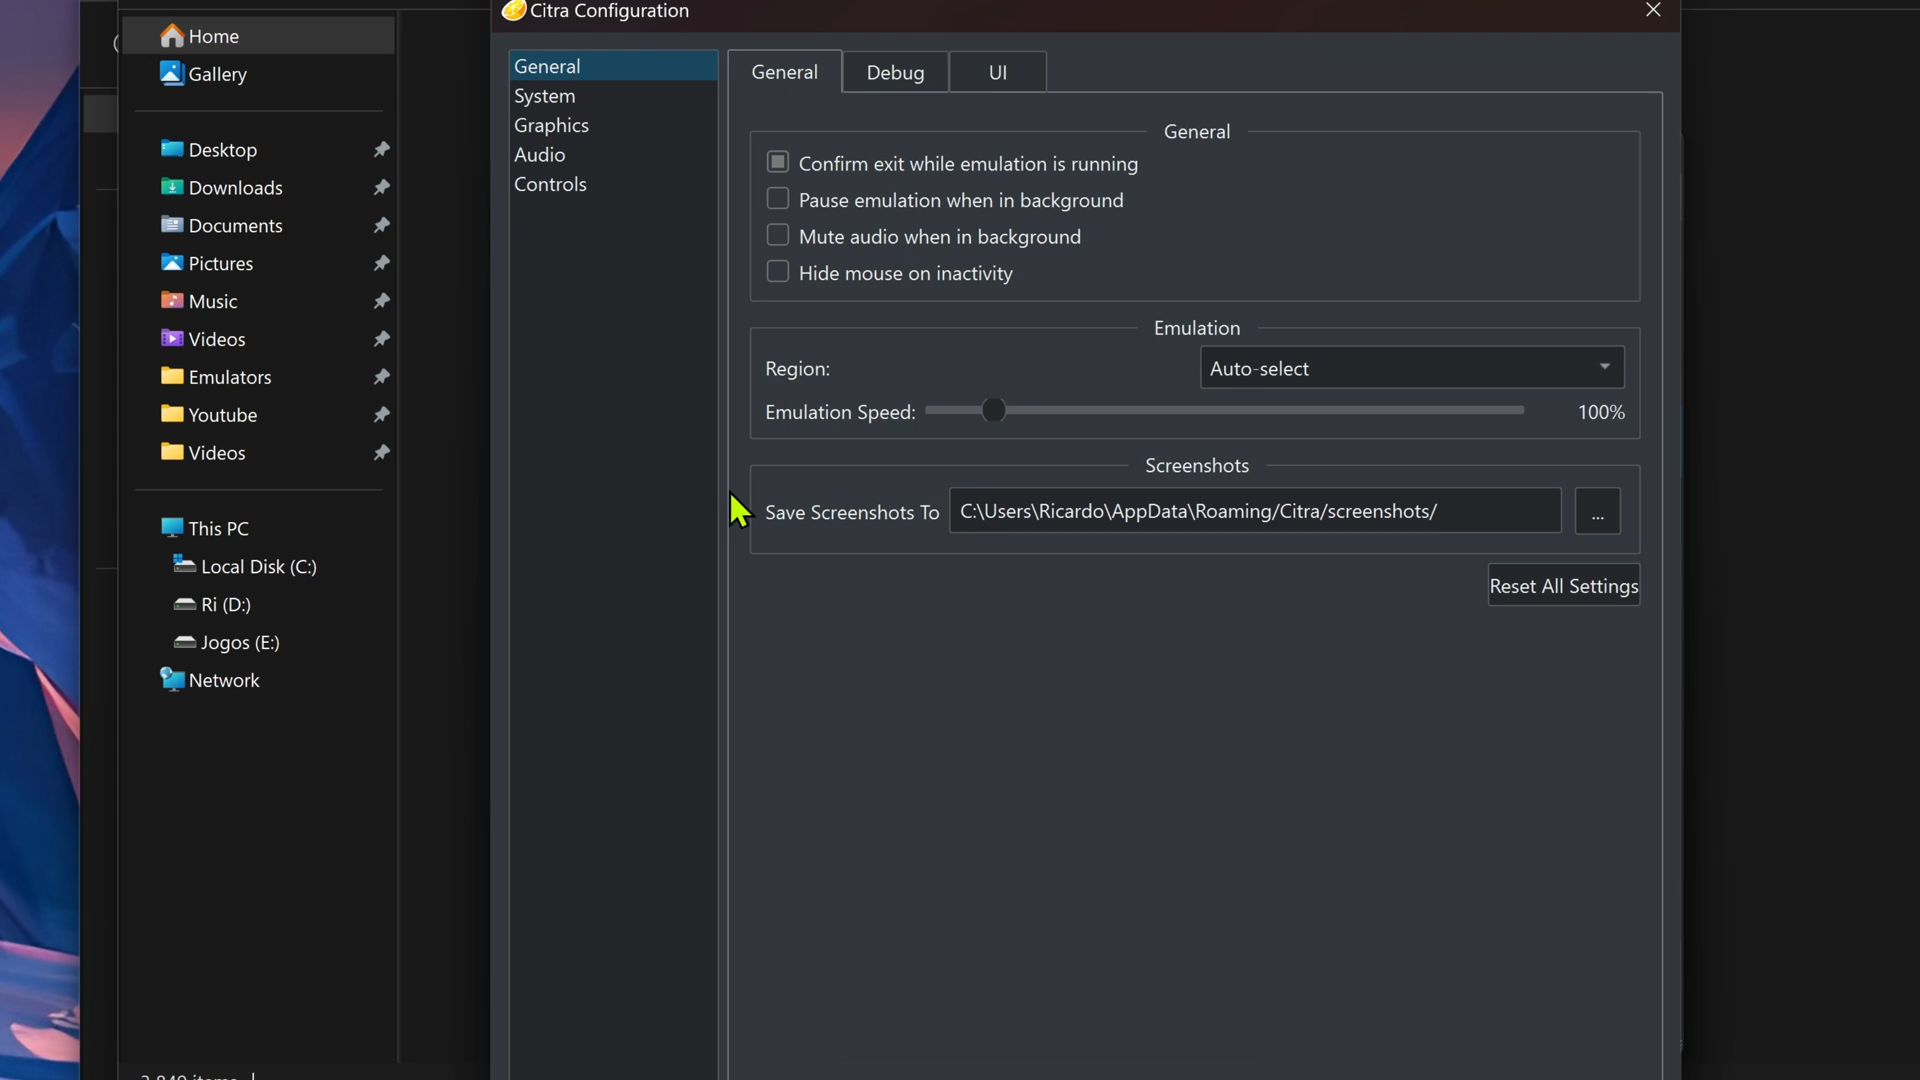 Home
Gallery
Desktop
Downloads
Documents
Pictures
Music
Videos
Emulators
Youtube
Videos
This PC
Local Disk (C:)
Ri (D:)
Jogos (E:)
Network
Citra Configuration
General
System
Graphics
Audio
Controls
General Debug UI
General
Confirm exit while emulation is running
Pause emulation when in background
Mute audio when in background
Hide mouse on inactivity
Emulation
Region: Auto-select
Emulation Speed: 100%
Screenshots
Save Screenshots To C:\Users\Ricardo\AppData\Roaming/Citra/screenshots/ ...
Reset All Settings